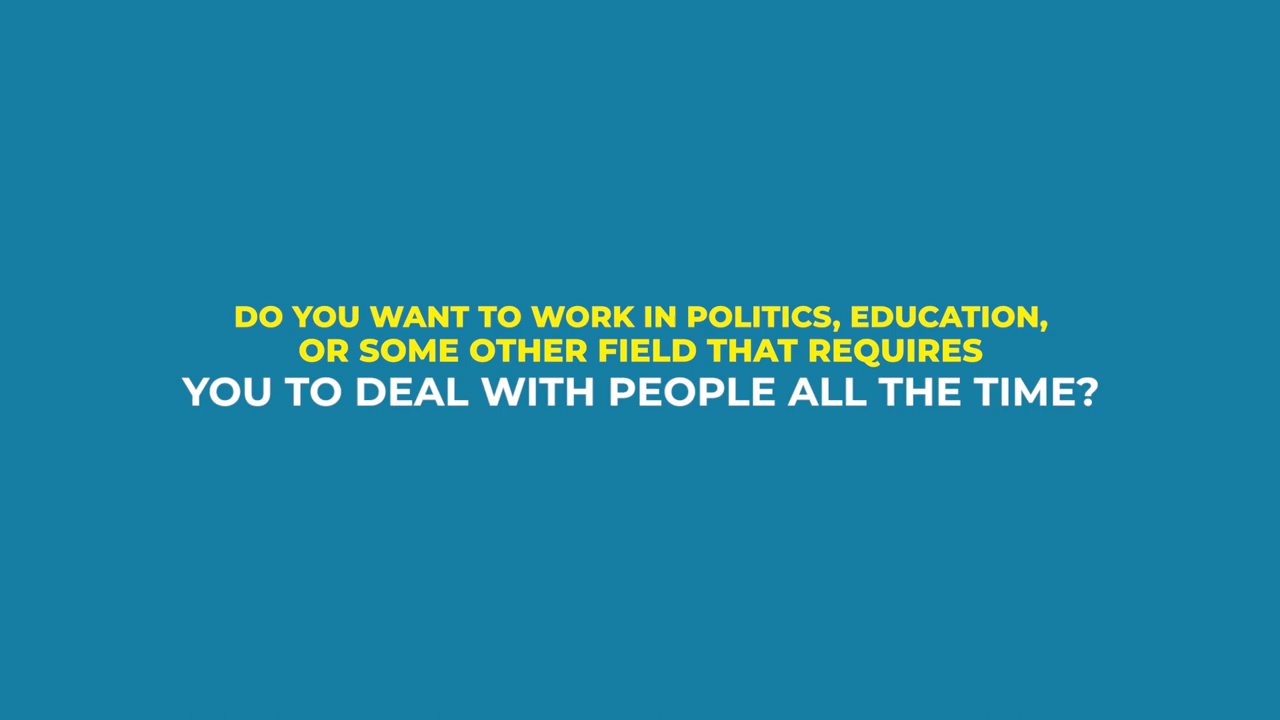 DO YOU WANT TO WORK IN POLITICS, EDUCATION,
OR SOME OTHER FIELD THAT REQUIRES
YOU TO DEAL WITH PEOPLE ALL THE TIME?